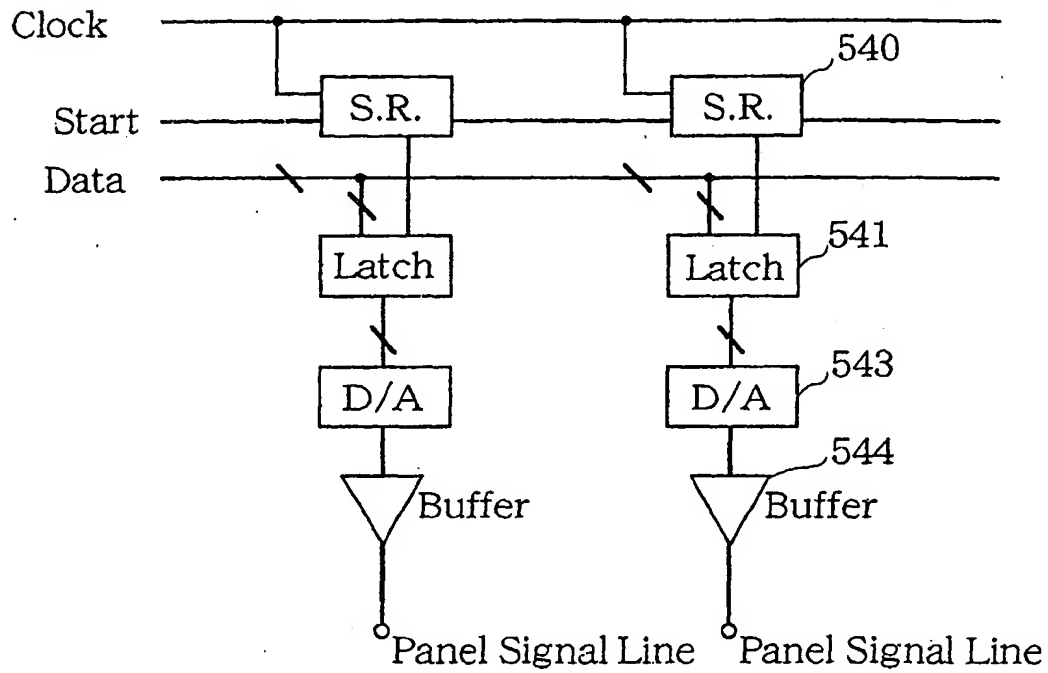 Clock
540
S.R. S.R.
Start
Data
541
Latch Latch
543
D/A D/A
544
Buffer Buffer
Panel Signal Line Panel Signal Line